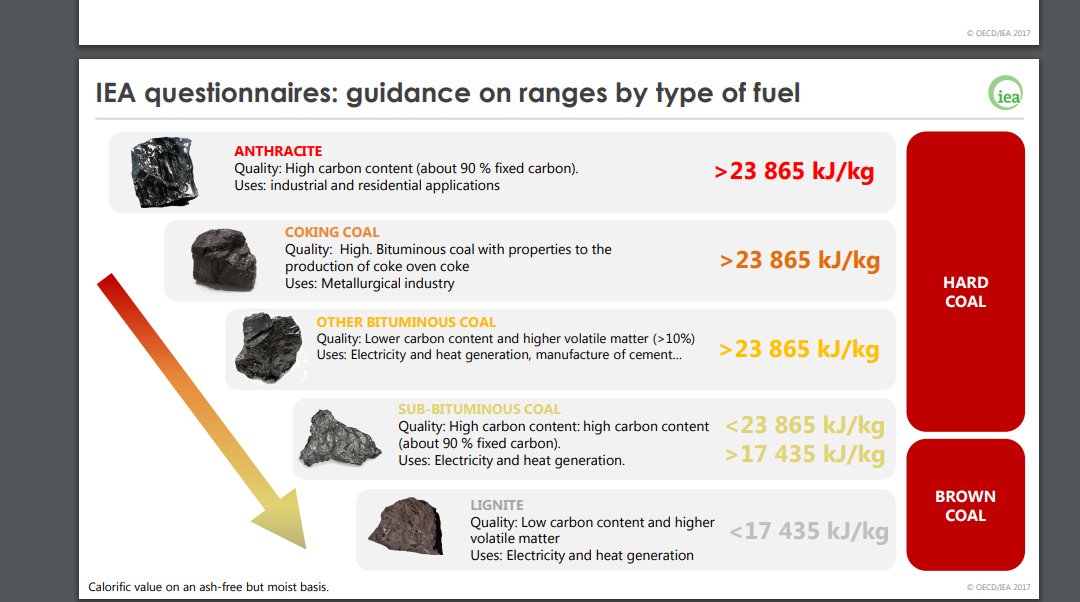 © OECD/IEA 2017
IEA questionnaires: guidance on ranges by type of fuel
iea
ANTHRACITE
Quality: High carbon content (about 90 % fixed carbon).
Uses: industrial and residential applications
>23 865 kJ/kg
COKING COAL
Quality: High. Bituminous coal with properties to the
production of coke oven coke
Uses: Metallurgical industry
>23 865 kJ/kg
HARD
COAL
OTHER BITUMINOUS COAL
Quality: Lower carbon content and higher volatile matter (>10%)
Uses: Electricity and heat generation, manufacture of cement...
>23 865 kJ/kg
SUB-BITUMINOUS COAL
Quality: High carbon content: high carbon content
(about 90 % fixed carbon).
Uses: Electricity and heat generation.
<23 865 kJ/kg
>17 435 kJ/kg
LIGNITE
Quality: Low carbon content and higher
volatile matter
Uses: Electricity and heat generation
<17 435 kJ/kg
BROWN
COAL
Calorific value on an ash-free but moist basis.
© OECD/IEA 2017